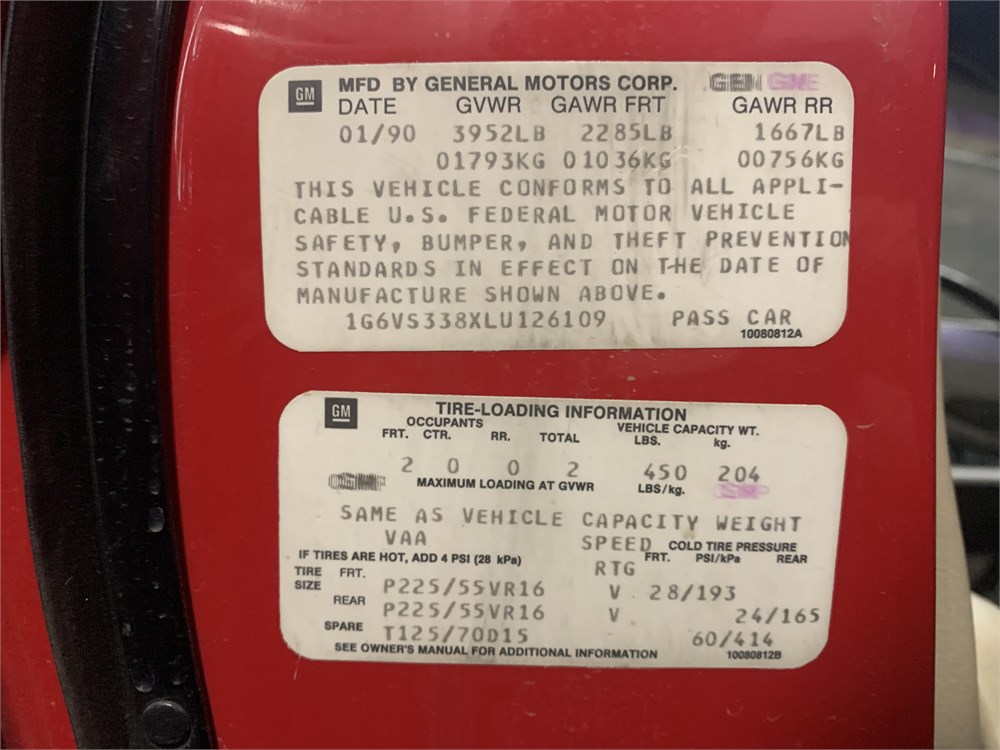 GM MFD BY GENERAL MOTORS CORP.
DATE GVWR GAWR FRT GAWR RR
01/90 3952LB 2285LB 1667LB
01793KG 01036KG 00756KG
THIS VEHICLE CONFORMS TO ALL APPLI-
CABLE U.S. FEDERAL MOTOR VEHICLE
SAFETY, BUMPER, AND THEFT PREVENTION
STANDARDS IN EFFECT ON THE DATE OF
MANUFACTURE SHOWN ABOVE.
1G6VS338XLU126109 PASS CAR
10080812A
GM TIRE-LOADING INFORMATION
OCCUPANTS VEHICLE CAPACITY WT.
FRT. CTR. RR. TOTAL LBS. kg.
2 0 0 2 450 204
MAXIMUM LOADING AT GVWR LBS/kg.
SAME AS VEHICLE CAPACITY WEIGHT
VAA SPEED COLD TIRE PRESSURE
IF TIRES ARE HOT, ADD 4 PSI (28 kPa) RTG FRT. PSI/kPa REAR
TIRE SIZE FRT. P225/55VR16 V 28/193
REAR P225/55VR16 V 24/165
SPARE T125/70D15 60/414
SEE OWNER'S MANUAL FOR ADDITIONAL INFORMATION 10080812B